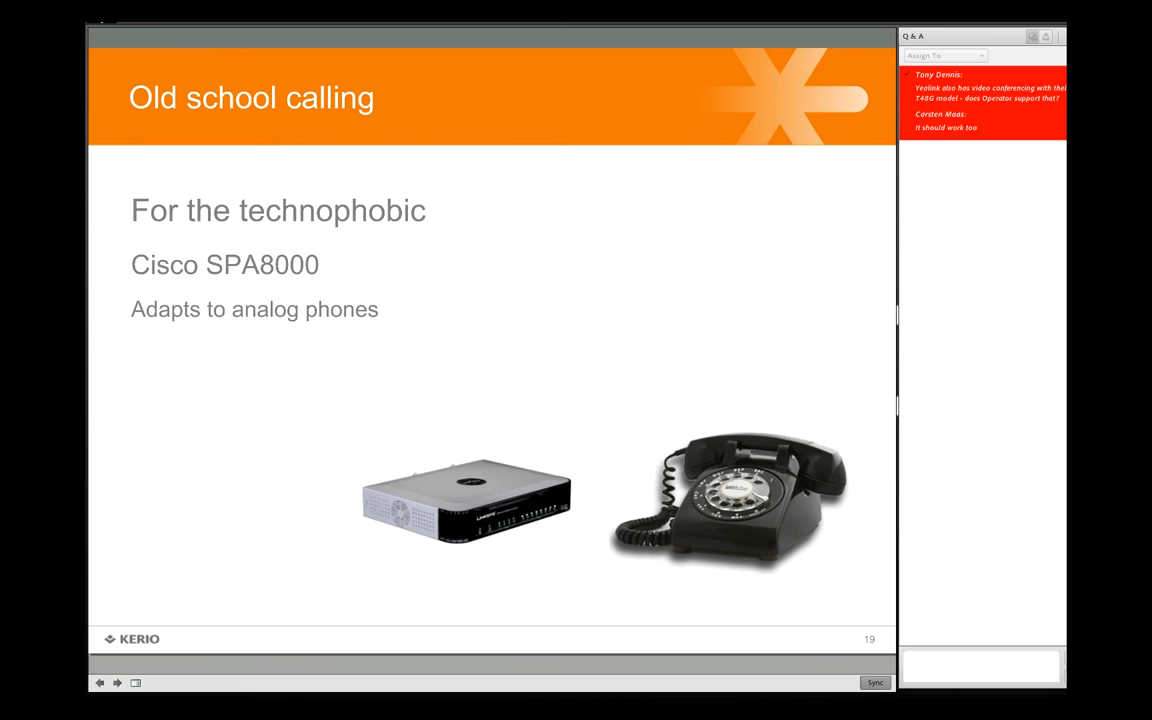 Old school calling
For the technophobic
Cisco SPA8000
Adapts to analog phones
KERIO
19
Sync
Q & A
Assign To
Tony Dennis:
Yealink also has video conferencing with thei
T48G model - does Operator support that?
Carsten Maas:
It should work too